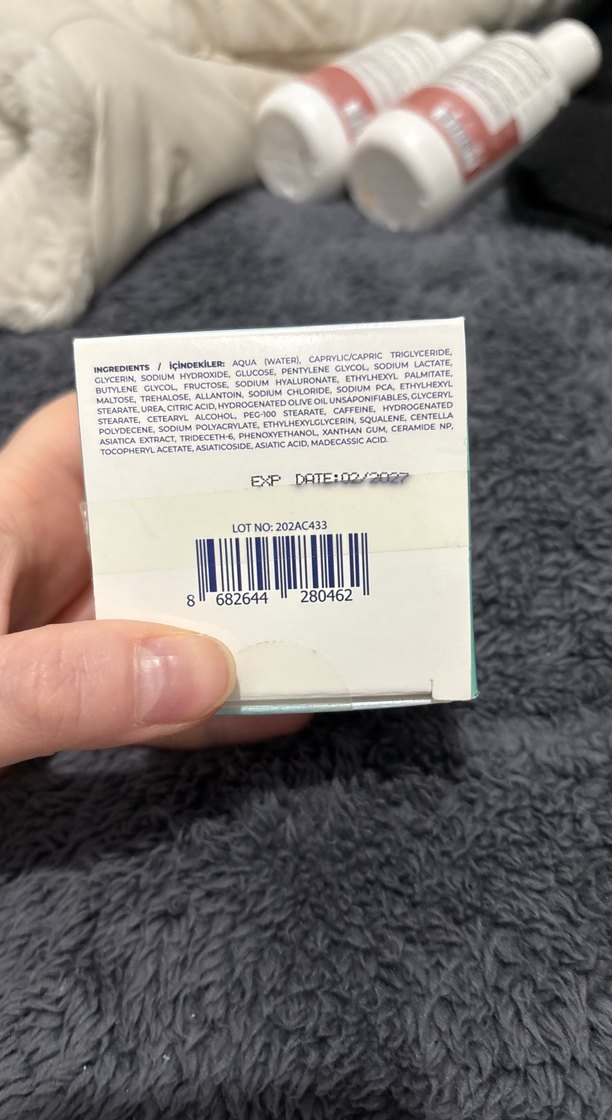 INGREDIENTS / İÇİNDEKİLER: AQUA (WATER), CAPRYLIC/CAPRIC TRIGLYCERIDE,
GLYCERIN, SODIUM HYDROXIDE, GLUCOSE, PENTYLENE GLYCOL, SODIUM LACTATE,
BUTYLENE GLYCOL, FRUCTOSE, SODIUM HYALURONATE, ETHYLHEXYL PALMITATE,
MALTOSE, TREHALOSE, ALLANTOIN, SODIUM CHLORIDE, SODIUM PCA, ETHYLHEXYL
STEARATE, UREA, CITRIC ACID, HYDROGENATED OLIVE OIL UNSAPONIFIABLES, GLYCERYL
STEARATE, CETEARYL ALCOHOL, PEG-100 STEARATE, CAFFEINE, HYDROGENATED
POLYDECENE, SODIUM POLYACRYLATE, ETHYLHEXYLGLYCERIN, SQUALENE, CENTELLA
ASIATICA EXTRACT, TRIDECETH-6, PHENOXYETHANOL, XANTHAN GUM, CERAMIDE NP,
TOCOPHERYL ACETATE, ASIATICOSIDE, ASIATIC ACID, MADECASSIC ACID.
EXP DATE:02/2027
LOT NO: 202AC433
8 682644 280462